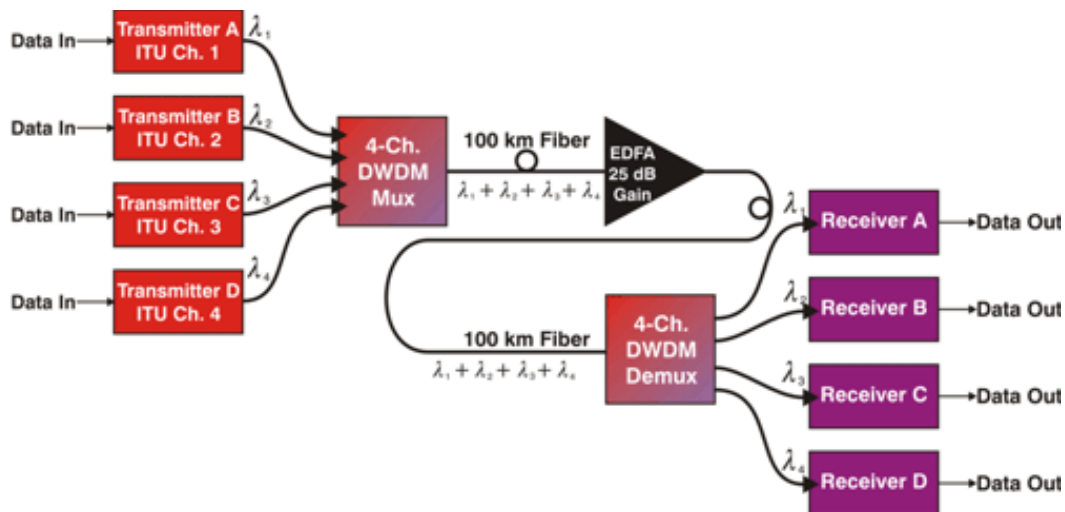 Data In
Transmitter A
ITU Ch. 1
λ₁
Data In
Transmitter B
ITU Ch. 2
λ₂
Data In
Transmitter C
ITU Ch. 3
λ₃
Data In
Transmitter D
ITU Ch. 4
λ₄
4-Ch.
DWDM
Mux
100 km Fiber
λ₁ + λ₂ + λ₃ + λ₄
EDFA
25 dB
Gain
100 km Fiber
λ₁ + λ₂ + λ₃ + λ₄
4-Ch.
DWDM
Demux
λ₁
Receiver A
Data Out
λ₂
Receiver B
Data Out
λ₃
Receiver C
Data Out
λ₄
Receiver D
Data Out